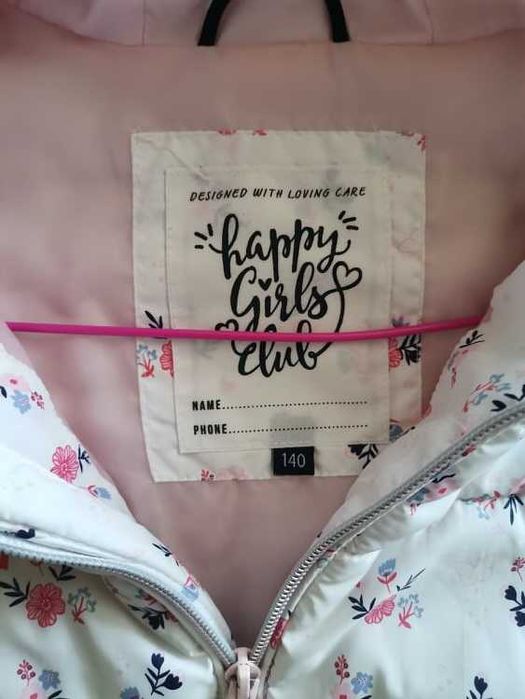 DESIGNED WITH LOVING CARE
happy
Girls
Club
NAME..................................
PHONE................................
140